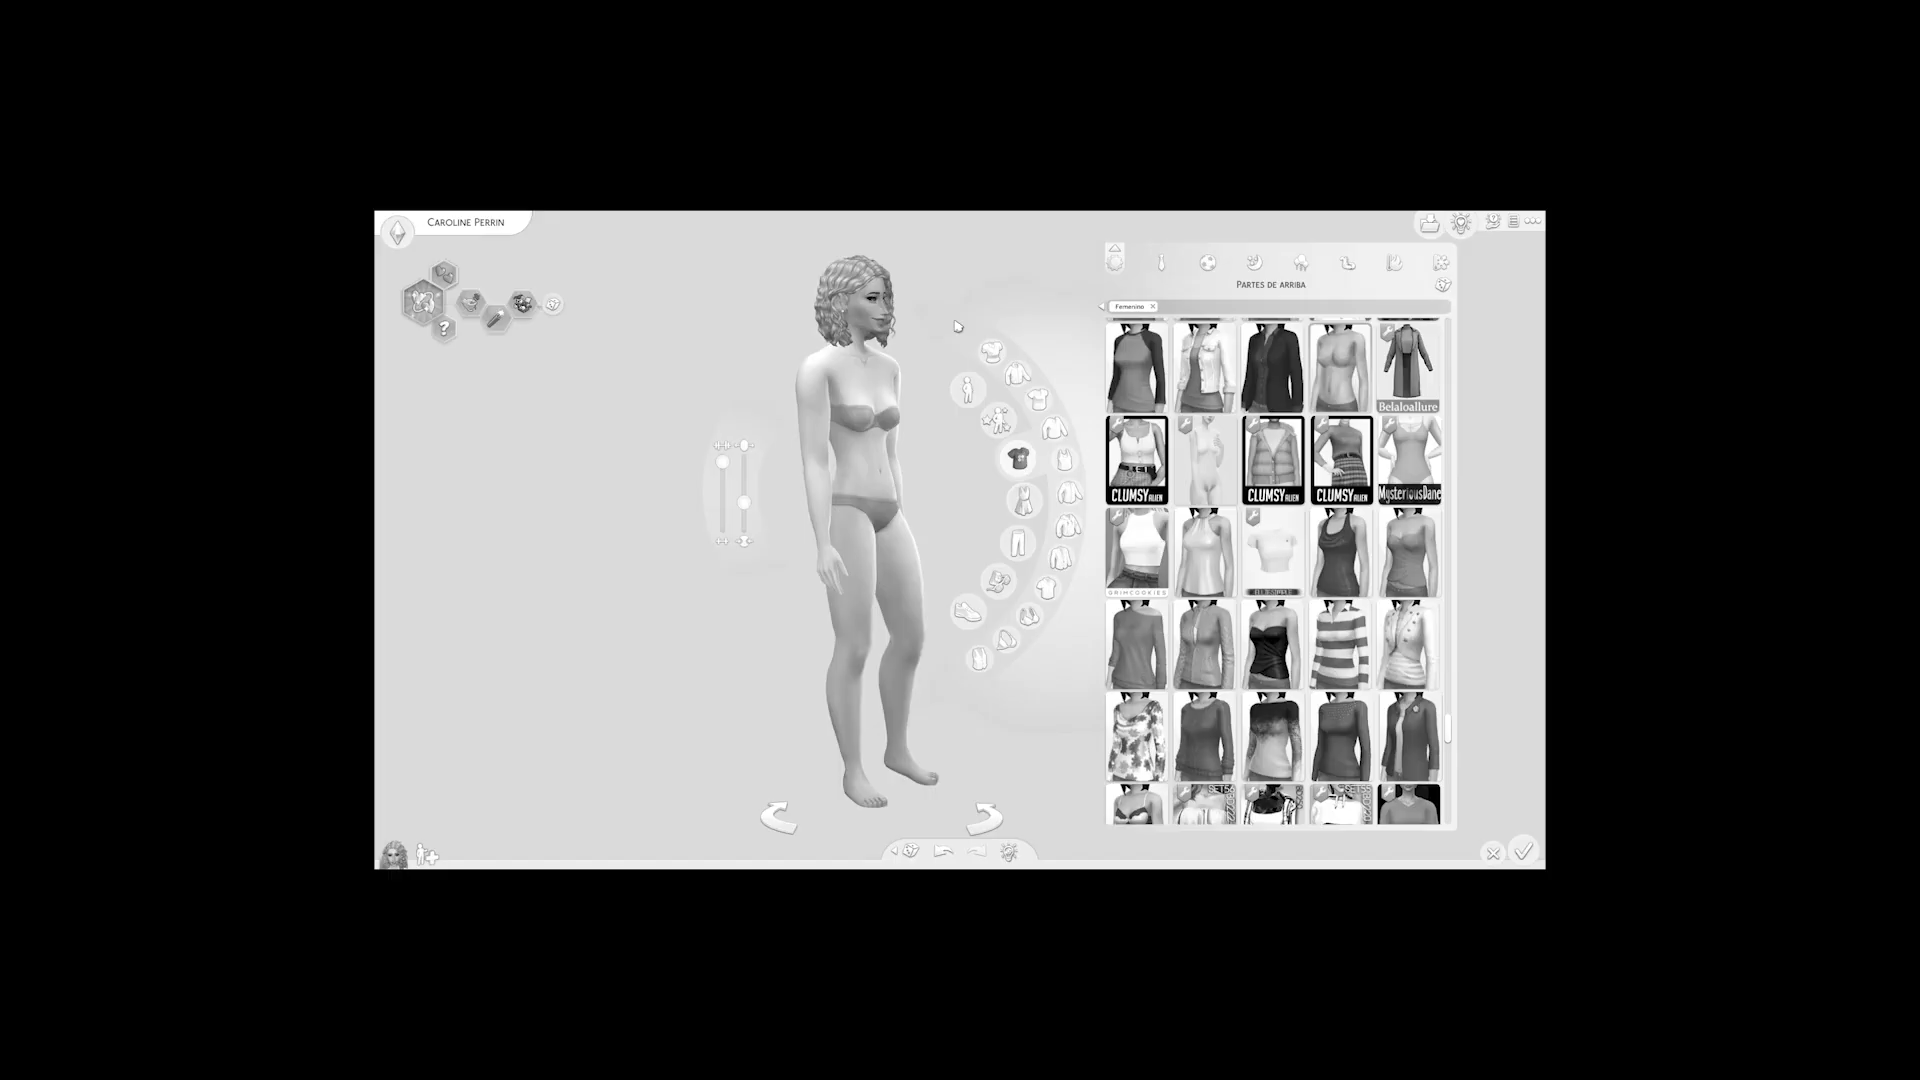 CAROLINE PERRIN
PARTES DE ARRIBA
Femenino
Belaloallure
CLUMSY ALIEN
CLUMSY ALIEN
CLUMSY ALIEN
MysteriousDane
GRIMCOOKIES